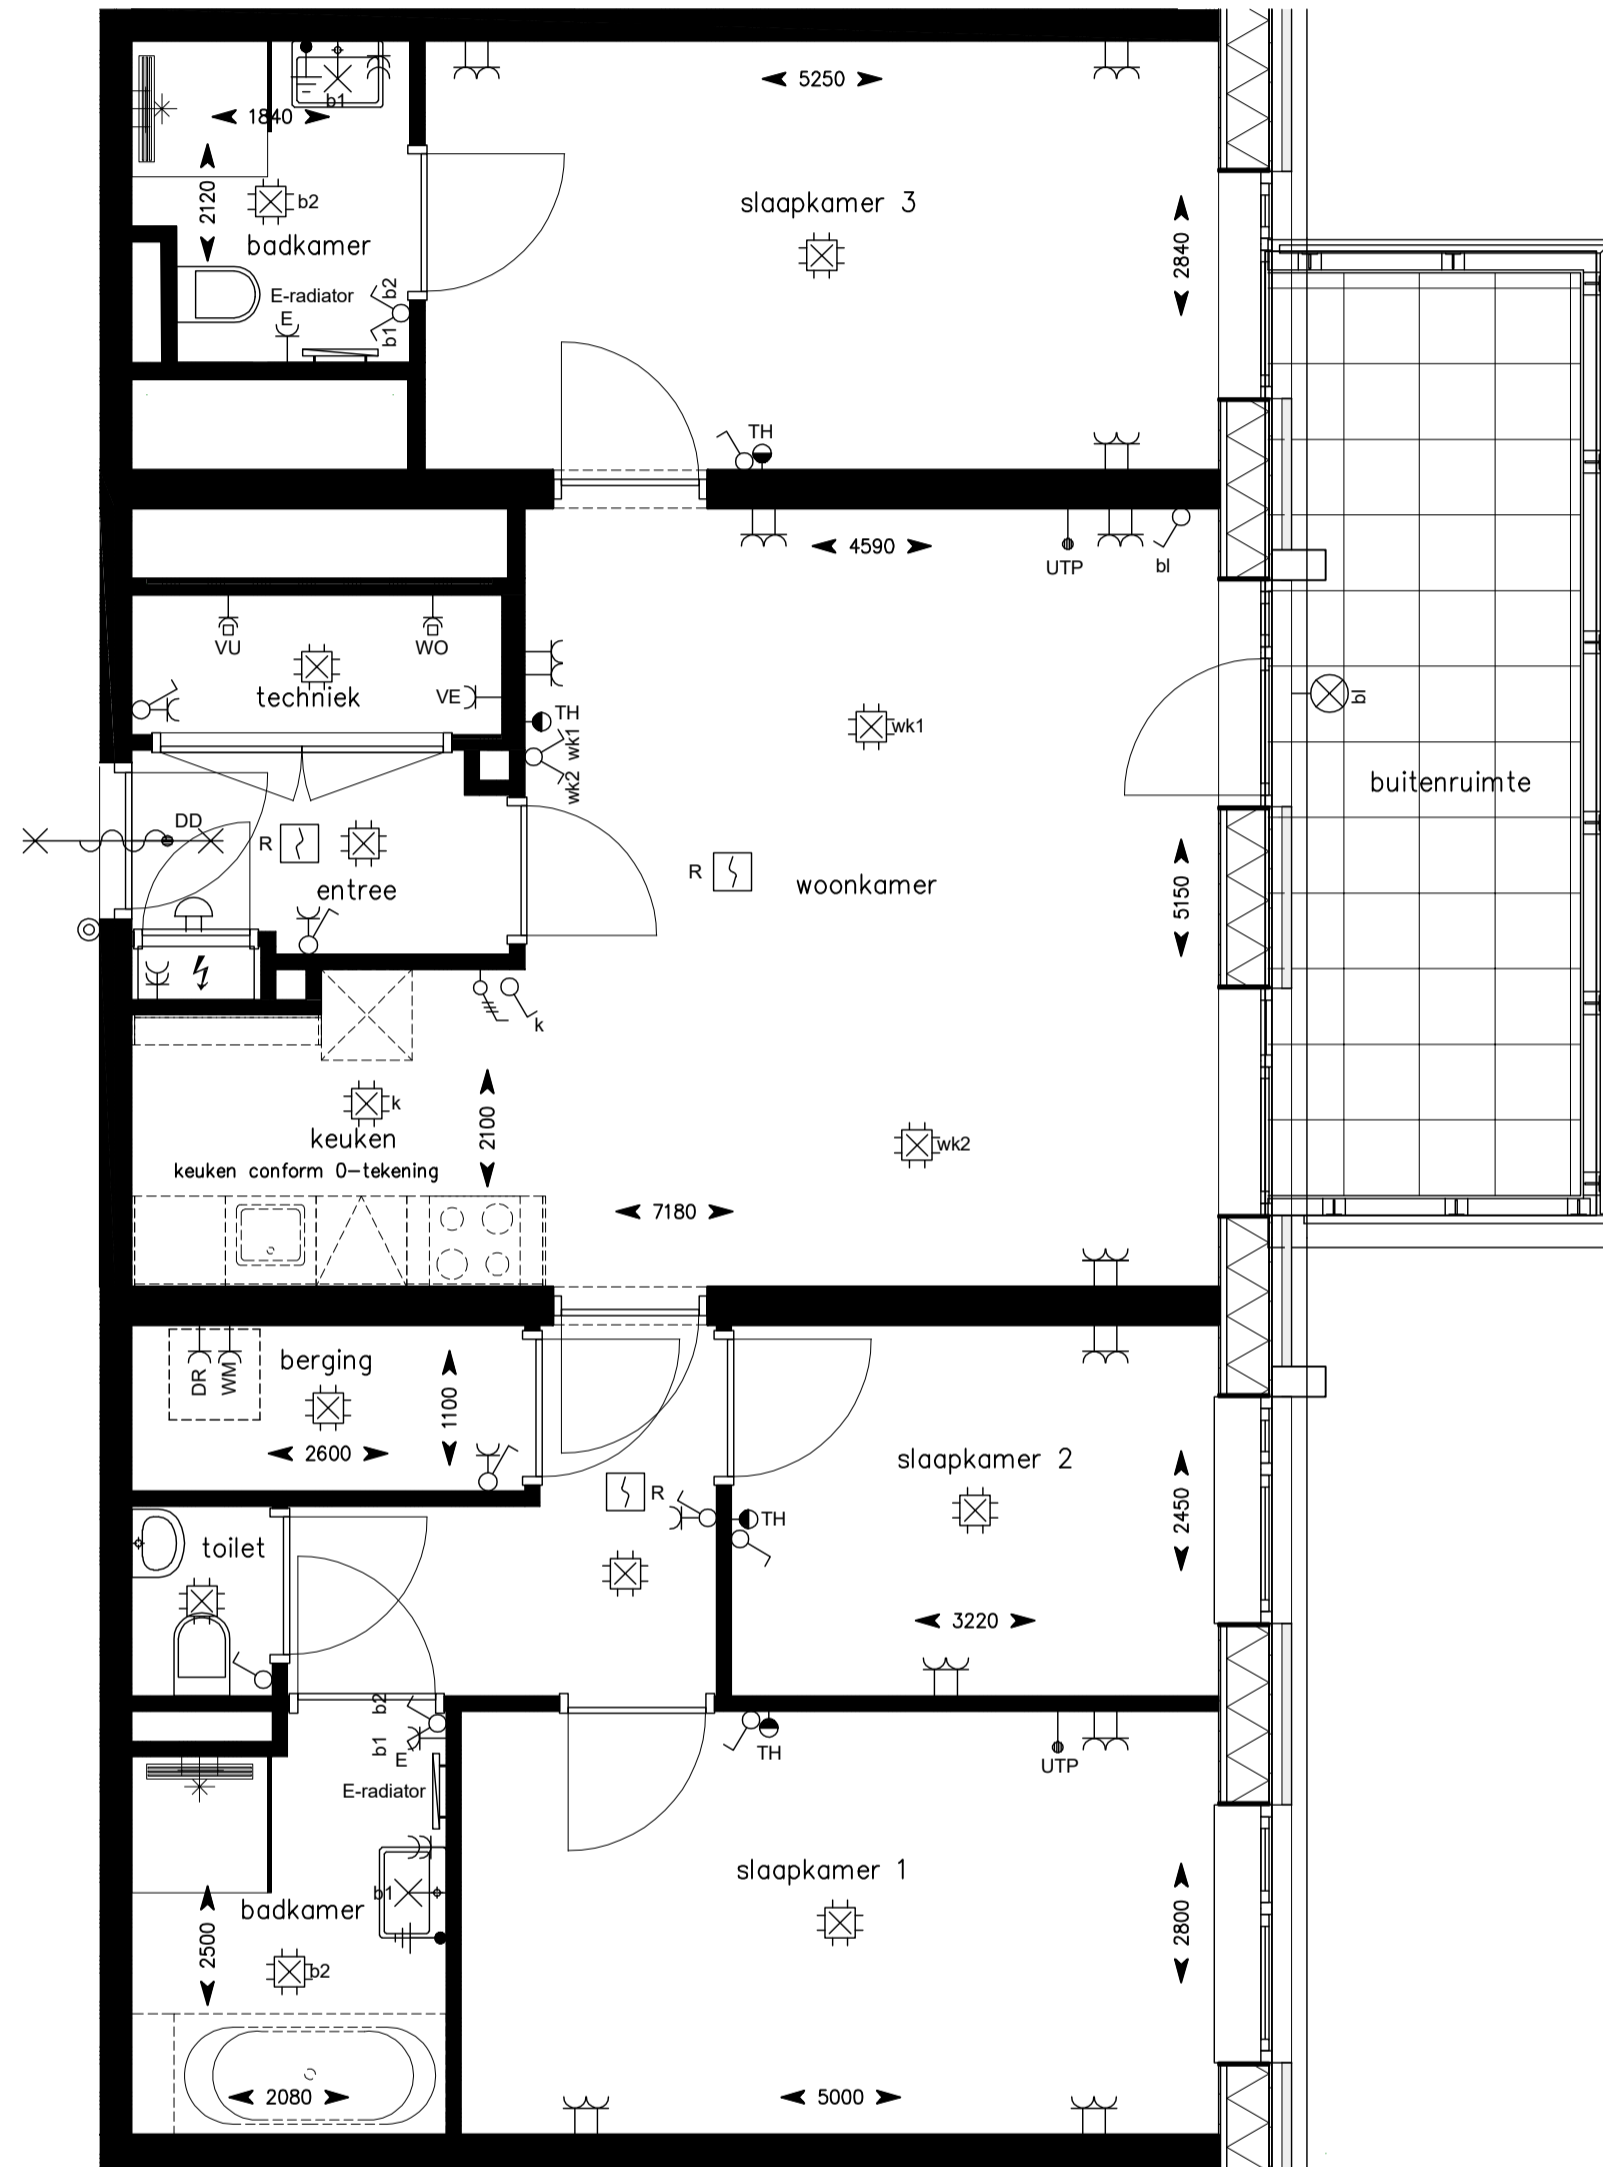 5250
b1
1840
2120
b2
slaapkamer 3
badkamer
2840
E-radiator
E
b2
b1
TH
4590
UTP
bl
VU
WO
techniek
VE
TH
wk1
wk2
wk1
bl
buitenruimte
DD
R
entree
R
woonkamer
5150
k
k
keuken
keuken conform 0-tekening
2100
wk2
7180
berging
DR
WM
1100
2600
slaapkamer 2
R
TH
2450
toilet
3220
b2
b1
E
TH
UTP
E-radiator
slaapkamer 1
b1
badkamer
2500
b2
2800
2080
5000